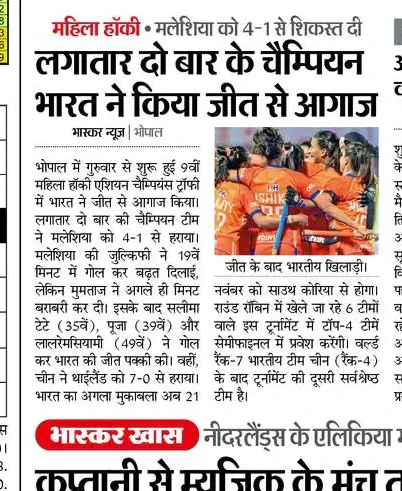 महिला हॉकी • मलेशिया को 4-1 से शिकस्त दी
लगातार दो बार के चैम्पियन
भारत ने किया जीत से आगाज
भास्कर न्यूज | भोपाल
भोपाल में गुरुवार से शुरू हुई 9वीं
महिला हॉकी एशियन चैम्पियंस ट्रॉफी
में भारत ने जीत से आगाज किया।
लगातार दो बार की चैम्पियन टीम
ने मलेशिया को 4-1 से हराया।
मलेशिया की जुल्किफी ने 19वें
मिनट में गोल कर बढ़त दिलाई,
लेकिन मुमताज ने अगले ही मिनट
बराबरी कर दी। इसके बाद सलीमा
टेटे (35वें), पूजा (39वें) और
लालरेमसियामी (49वें) ने गोल
कर भारत की जीत पक्की की। वहीं,
चीन ने थाईलैंड को 7-0 से हराया।
भारत का अगला मुकाबला अब 21
जीत के बाद भारतीय खिलाड़ी।
नवंबर को साउथ कोरिया से होगा।
राउंड रॉबिन में खेले जा रहे 6 टीमों
वाले इस टूर्नामेंट में टॉप-4 टीमें
सेमीफाइनल में प्रवेश करेंगी। वर्ल्ड
रैंक-7 भारतीय टीम चीन (रैंक-4)
के बाद टूर्नामेंट की दूसरी सर्वश्रेष्ठ
टीम है।
भास्कर खास नीदरलैंड्स के एलिकिया
कप्तानी से म्यूजिक के मंच